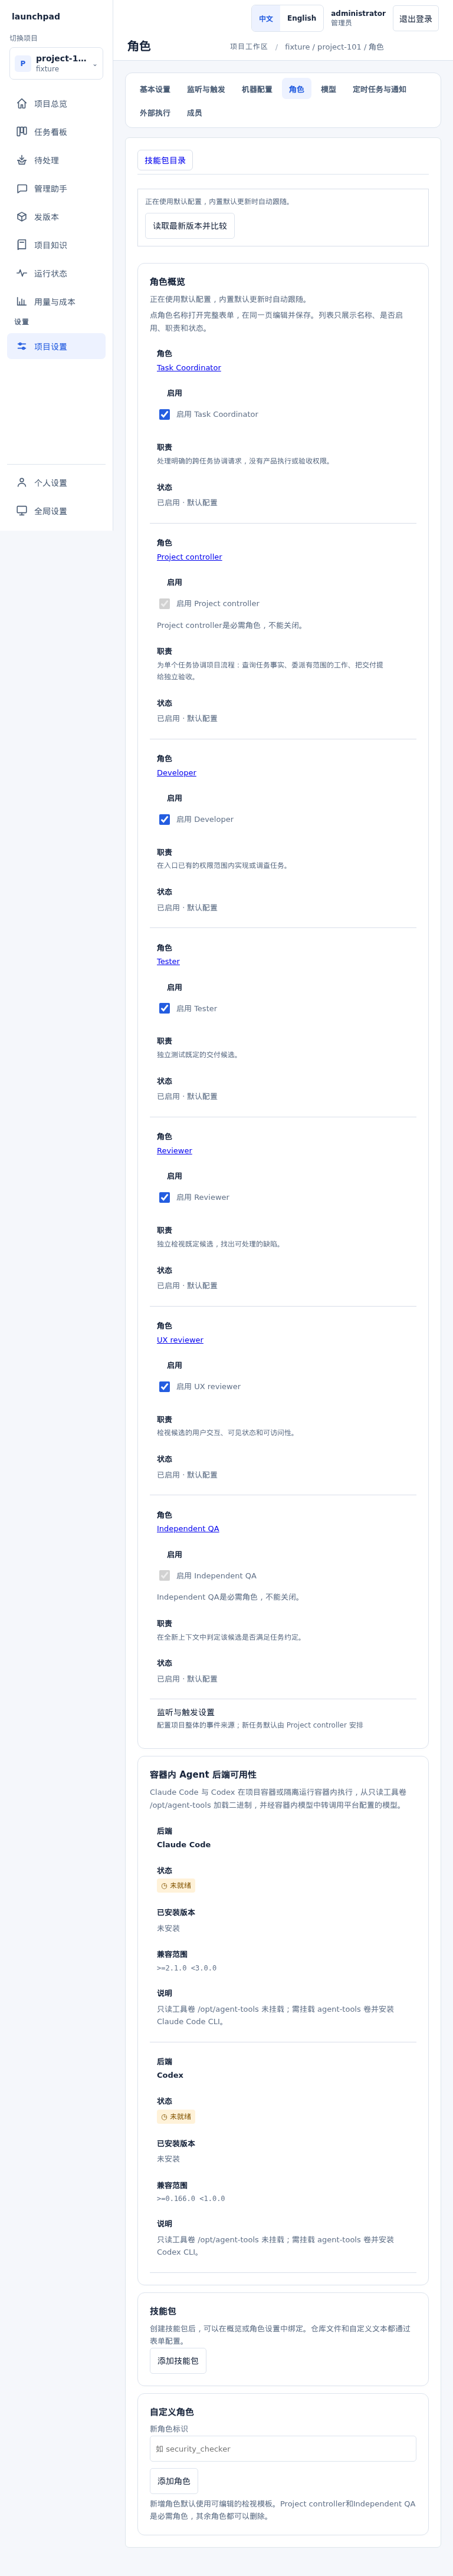 launchpad
切换项目
P
project-1...
fixture
项目总览
任务看板
待处理
管理助手
发版本
项目知识
运行状态
用量与成本
设置
项目设置
个人设置
全局设置
中文
English
administrator
管理员
退出登录
角色
项目工作区 / fixture / project-101 / 角色
基本设置
监听与触发
机器配置
角色
模型
定时任务与通知
外部执行
成员
技能包目录
正在使用默认配置，内置默认更新时自动跟随。
读取最新版本并比较
角色概览
正在使用默认配置，内置默认更新时自动跟随。
点角色名称打开完整表单，在同一页编辑并保存。列表只展示名称、是否启
用、职责和状态。
角色
Task Coordinator
启用
启用 Task Coordinator
职责
处理明确的跨任务协调请求，没有产品执行或验收权限。
状态
已启用 · 默认配置
角色
Project controller
启用
启用 Project controller
Project controller是必需角色，不能关闭。
职责
为单个任务协调项目流程：查询任务事实、委派有范围的工作、把交付提
给独立验收。
状态
已启用 · 默认配置
角色
Developer
启用
启用 Developer
职责
在入口已有的权限范围内实现或调查任务。
状态
已启用 · 默认配置
角色
Tester
启用
启用 Tester
职责
独立测试既定的交付候选。
状态
已启用 · 默认配置
角色
Reviewer
启用
启用 Reviewer
职责
独立检视既定候选，找出可处理的缺陷。
状态
已启用 · 默认配置
角色
UX reviewer
启用
启用 UX reviewer
职责
检视候选的用户交互、可见状态和可访问性。
状态
已启用 · 默认配置
角色
Independent QA
启用
启用 Independent QA
Independent QA是必需角色，不能关闭。
职责
在全新上下文中判定该候选是否满足任务约定。
状态
已启用 · 默认配置
监听与触发设置
配置项目整体的事件来源；新任务默认由 Project controller 安排
容器内 Agent 后端可用性
Claude Code 与 Codex 在项目容器或隔离运行容器内执行，从只读工具卷
/opt/agent-tools 加载二进制，并经容器内模型中转调用平台配置的模型。
后端
Claude Code
状态
未就绪
已安装版本
未安装
兼容范围
>=2.1.0 <3.0.0
说明
只读工具卷 /opt/agent-tools 未挂载；需挂载 agent-tools 卷并安装
Claude Code CLI。
后端
Codex
状态
未就绪
已安装版本
未安装
兼容范围
>=0.166.0 <1.0.0
说明
只读工具卷 /opt/agent-tools 未挂载；需挂载 agent-tools 卷并安装
Codex CLI。
技能包
创建技能包后，可以在概览或角色设置中绑定。仓库文件和自定义文本都通过
表单配置。
添加技能包
自定义角色
新角色标识
如 security_checker
添加角色
新增角色默认使用可编辑的检视模板。Project controller和Independent QA
是必需角色，其余角色都可以删除。